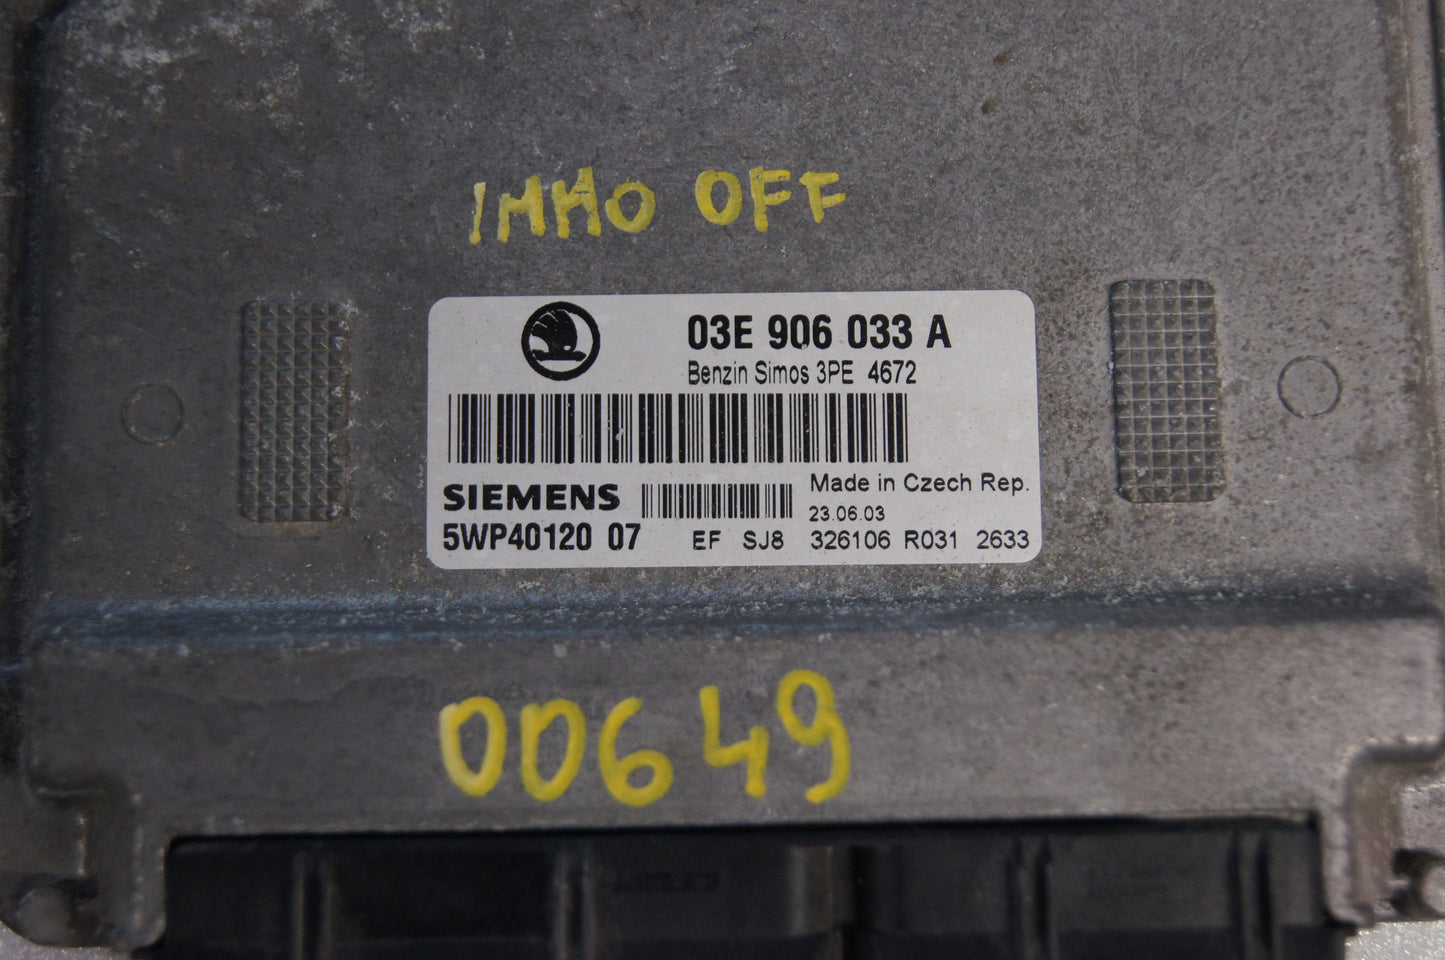 IMMO OFF
03E 906 033 A
Benzin Simos 3PE 4672
SIEMENS
Made in Czech Rep.
23.06.03
5WP40120 07 EF SJ8 326106 R031 2633
00649